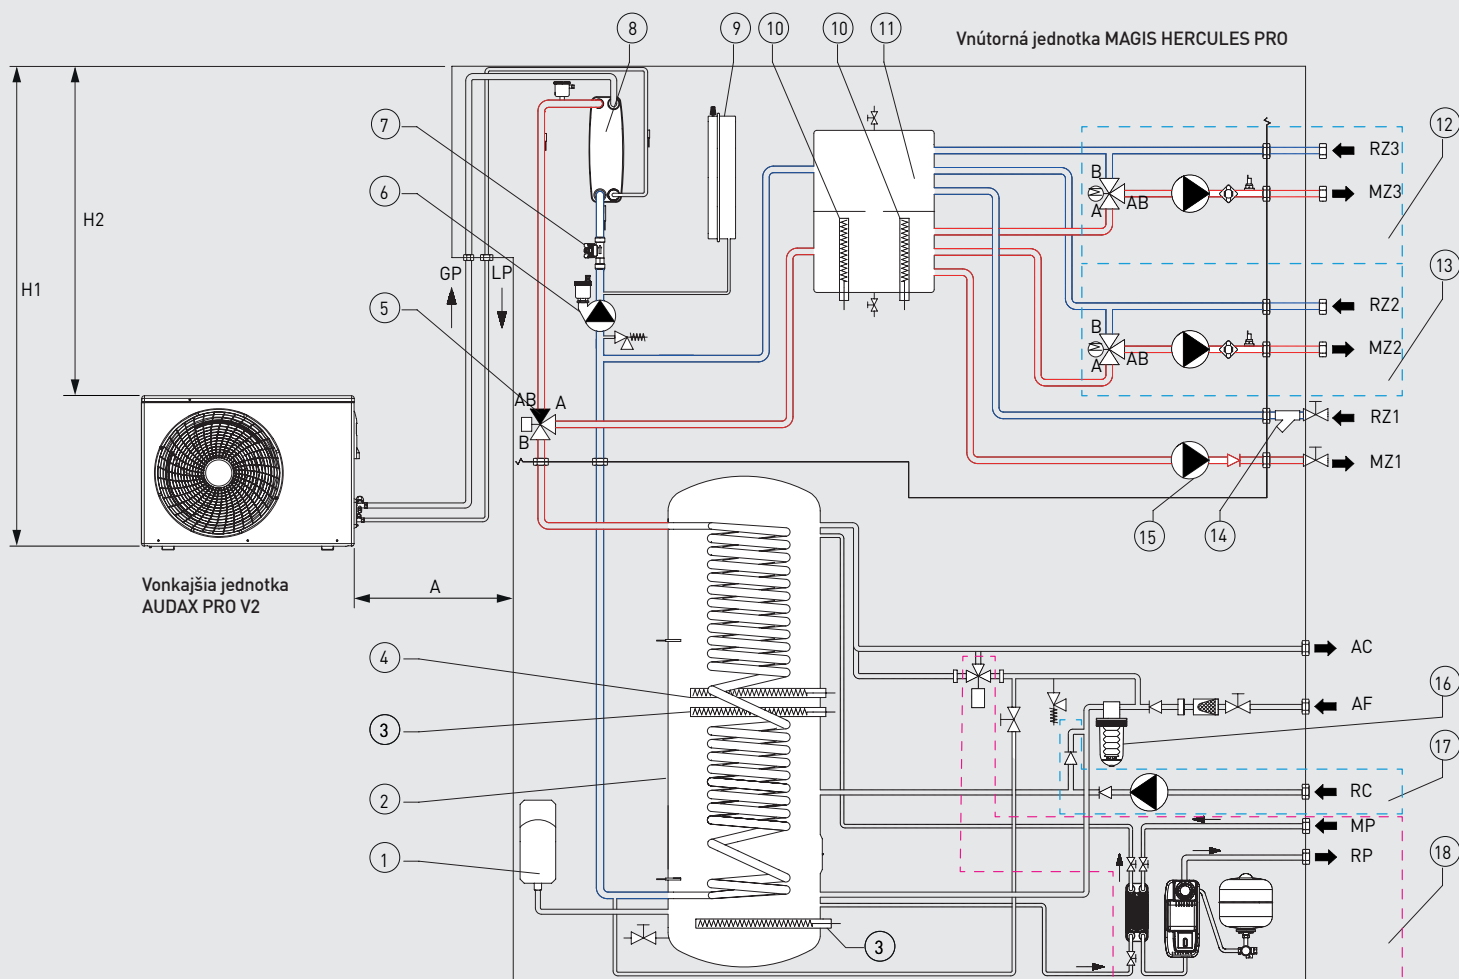 8
9
10
10
11
Vnútorná jednotka MAGIS HERCULES PRO
7
12
RZ3
B
M
A
AB
MZ3
6
H2
H1
GP
LP
13
5
RZ2
B
M
A
AB
MZ2
AB
A
B
RZ1
MZ1
15
14
Vonkajšia jednotka
AUDAX PRO V2
A
4
AC
3
16
AF
17
2
RC
MP
1
RP
18
3